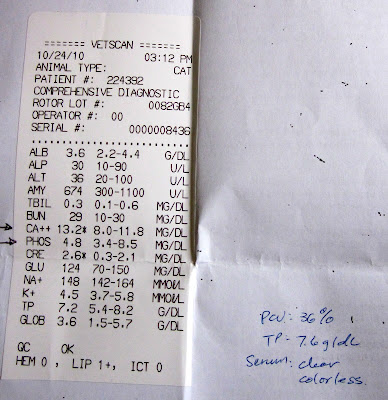 ====== VETSCAN =======
10/24/10 03:12 PM
ANIMAL TYPE: CAT
PATIENT #: 224392
COMPREHENSIVE DIAGNOSTIC
ROTOR LOT #: 0082GB4
OPERATOR #: 00
SERIAL #: 0000008436
ALB 3.6 2.2-4.4 G/DL
ALP 30 10-90 U/L
ALT 36 20-100 U/L
AMY 674 300-1100 U/L
TBIL 0.3 0.1-0.6 MG/DL
BUN 29 10-30 MG/DL
→ CA++ 13.2* 8.0-11.8 MG/DL
→ PHOS 4.8 3.4-8.5 MG/DL
CRE 2.6* 0.3-2.1 MG/DL
GLU 124 70-150 MG/DL
NA+ 148 142-164 MMOL/L
K+ 4.5 3.7-5.8 MMOL/L
TP 7.2 5.4-8.2 G/DL
GLOB 3.6 1.5-5.7 G/DL
QC OK
HEM 0 , LIP 1+, ICT 0
PCV: 36%
TP: 7.6 g/dL
Serum: clear
colorless